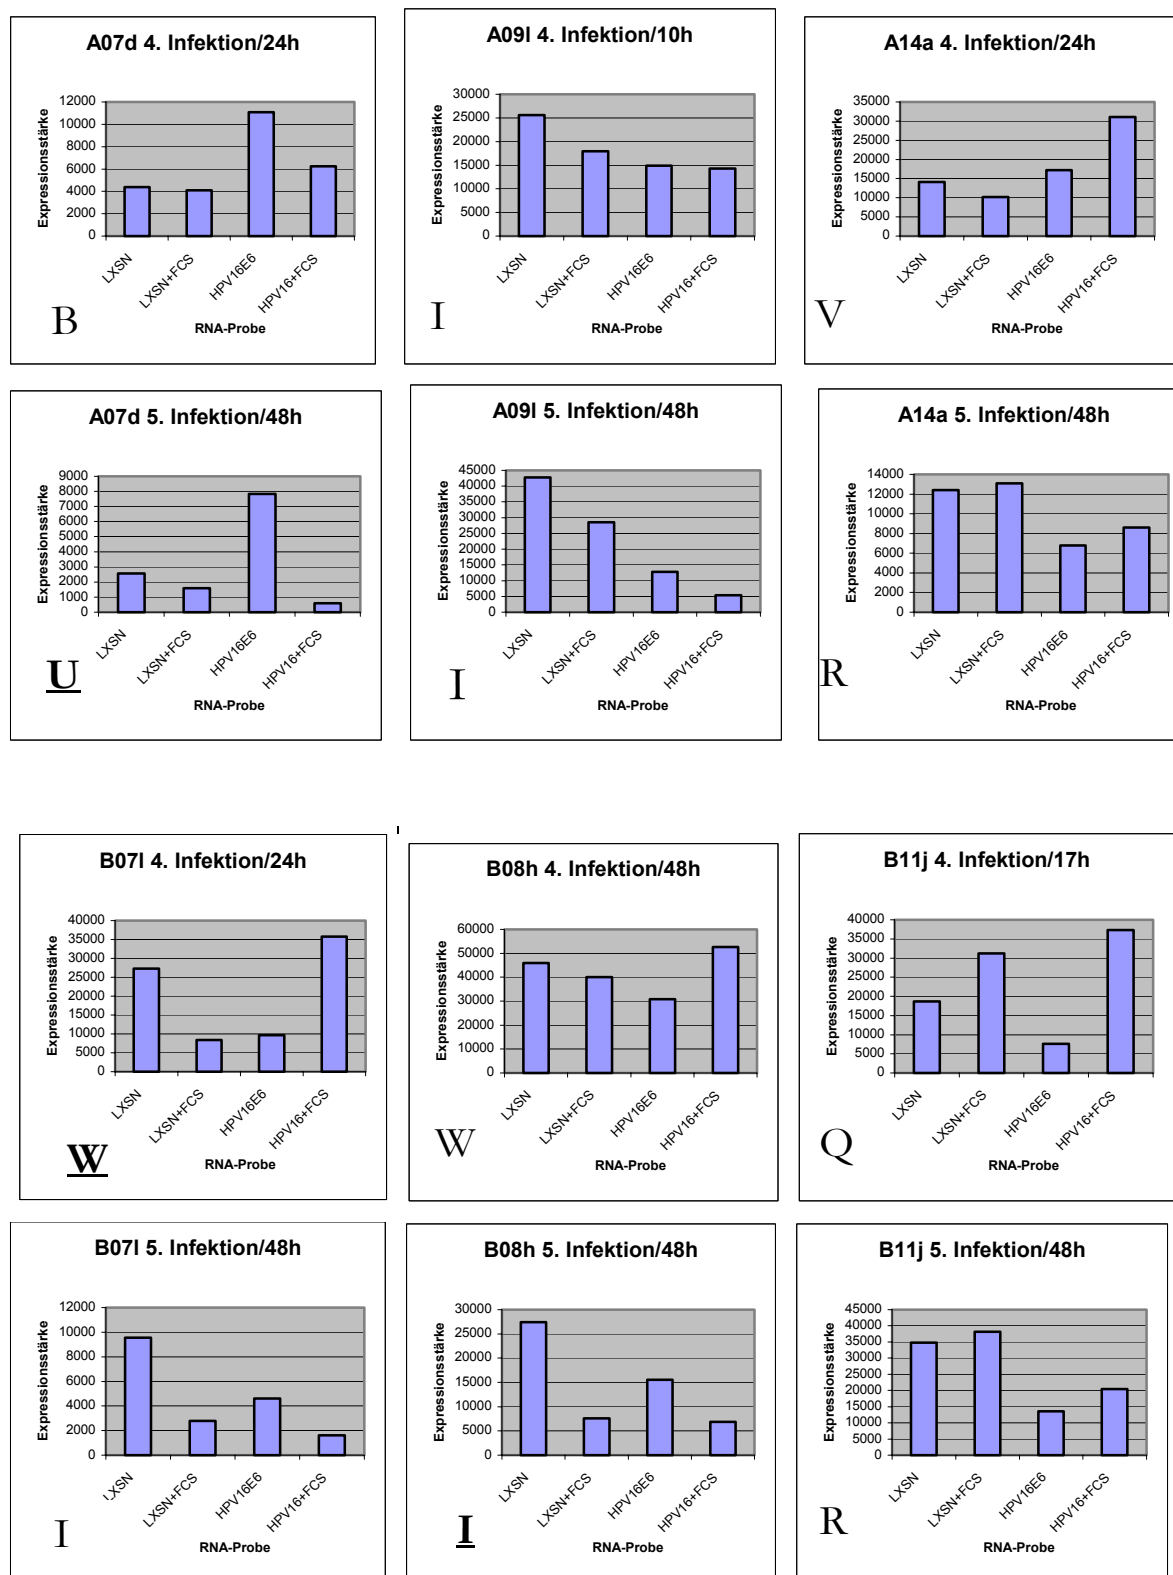 A07d 4. Infektion/24h
Expressionsstärke
12000
10000
8000
6000
4000
2000
0
LXSN
LXSN+FCS
HPV16E6
HPV16+FCS
B
RNA-Probe
A09l 4. Infektion/10h
Expressionsstärke
30000
25000
20000
15000
10000
5000
0
LXSN
LXSN+FCS
HPV16E6
HPV16+FCS
I
RNA-Probe
A14a 4. Infektion/24h
Expressionsstärke
35000
30000
25000
20000
15000
10000
5000
0
LXSN
LXSN+FCS
HPV16E6
HPV16+FCS
V
RNA-Probe
A07d 5. Infektion/48h
Expressionsstärke
9000
8000
7000
6000
5000
4000
3000
2000
1000
0
LXSN
LXSN+FCS
HPV16E6
HPV16+FCS
U
RNA-Probe
A09l 5. Infektion/48h
Expressionsstärke
45000
40000
35000
30000
25000
20000
15000
10000
5000
0
LXSN
LXSN+FCS
HPV16E6
HPV16+FCS
I
RNA-Probe
A14a 5. Infektion/48h
Expressionsstärke
14000
12000
10000
8000
6000
4000
2000
0
LXSN
LXSN+FCS
HPV16E6
HPV16+FCS
R
RNA-Probe
B07l 4. Infektion/24h
Expressionsstärke
40000
35000
30000
25000
20000
15000
10000
5000
0
LXSN
LXSN+FCS
HPV16E6
HPV16+FCS
W
RNA-Probe
B08h 4. Infektion/48h
Expressionsstärke
60000
50000
40000
30000
20000
10000
0
LXSN
LXSN+FCS
HPV16E6
HPV16+FCS
W
RNA-Probe
B11j 4. Infektion/17h
Expressionsstärke
40000
35000
30000
25000
20000
15000
10000
5000
0
LXSN
LXSN+FCS
HPV16E6
HPV16+FCS
Q
RNA-Probe
B07l 5. Infektion/48h
Expressionsstärke
12000
10000
8000
6000
4000
2000
0
LXSN
LXSN+FCS
HPV16E6
HPV16+FCS
I
RNA-Probe
B08h 5. Infektion/48h
Expressionsstärke
30000
25000
20000
15000
10000
5000
0
LXSN
LXSN+FCS
HPV16E6
HPV16+FCS
I
RNA-Probe
B11j 5. Infektion/48h
Expressionsstärke
45000
40000
35000
30000
25000
20000
15000
10000
5000
0
LXSN
LXSN+FCS
HPV16E6
HPV16+FCS
R
RNA-Probe